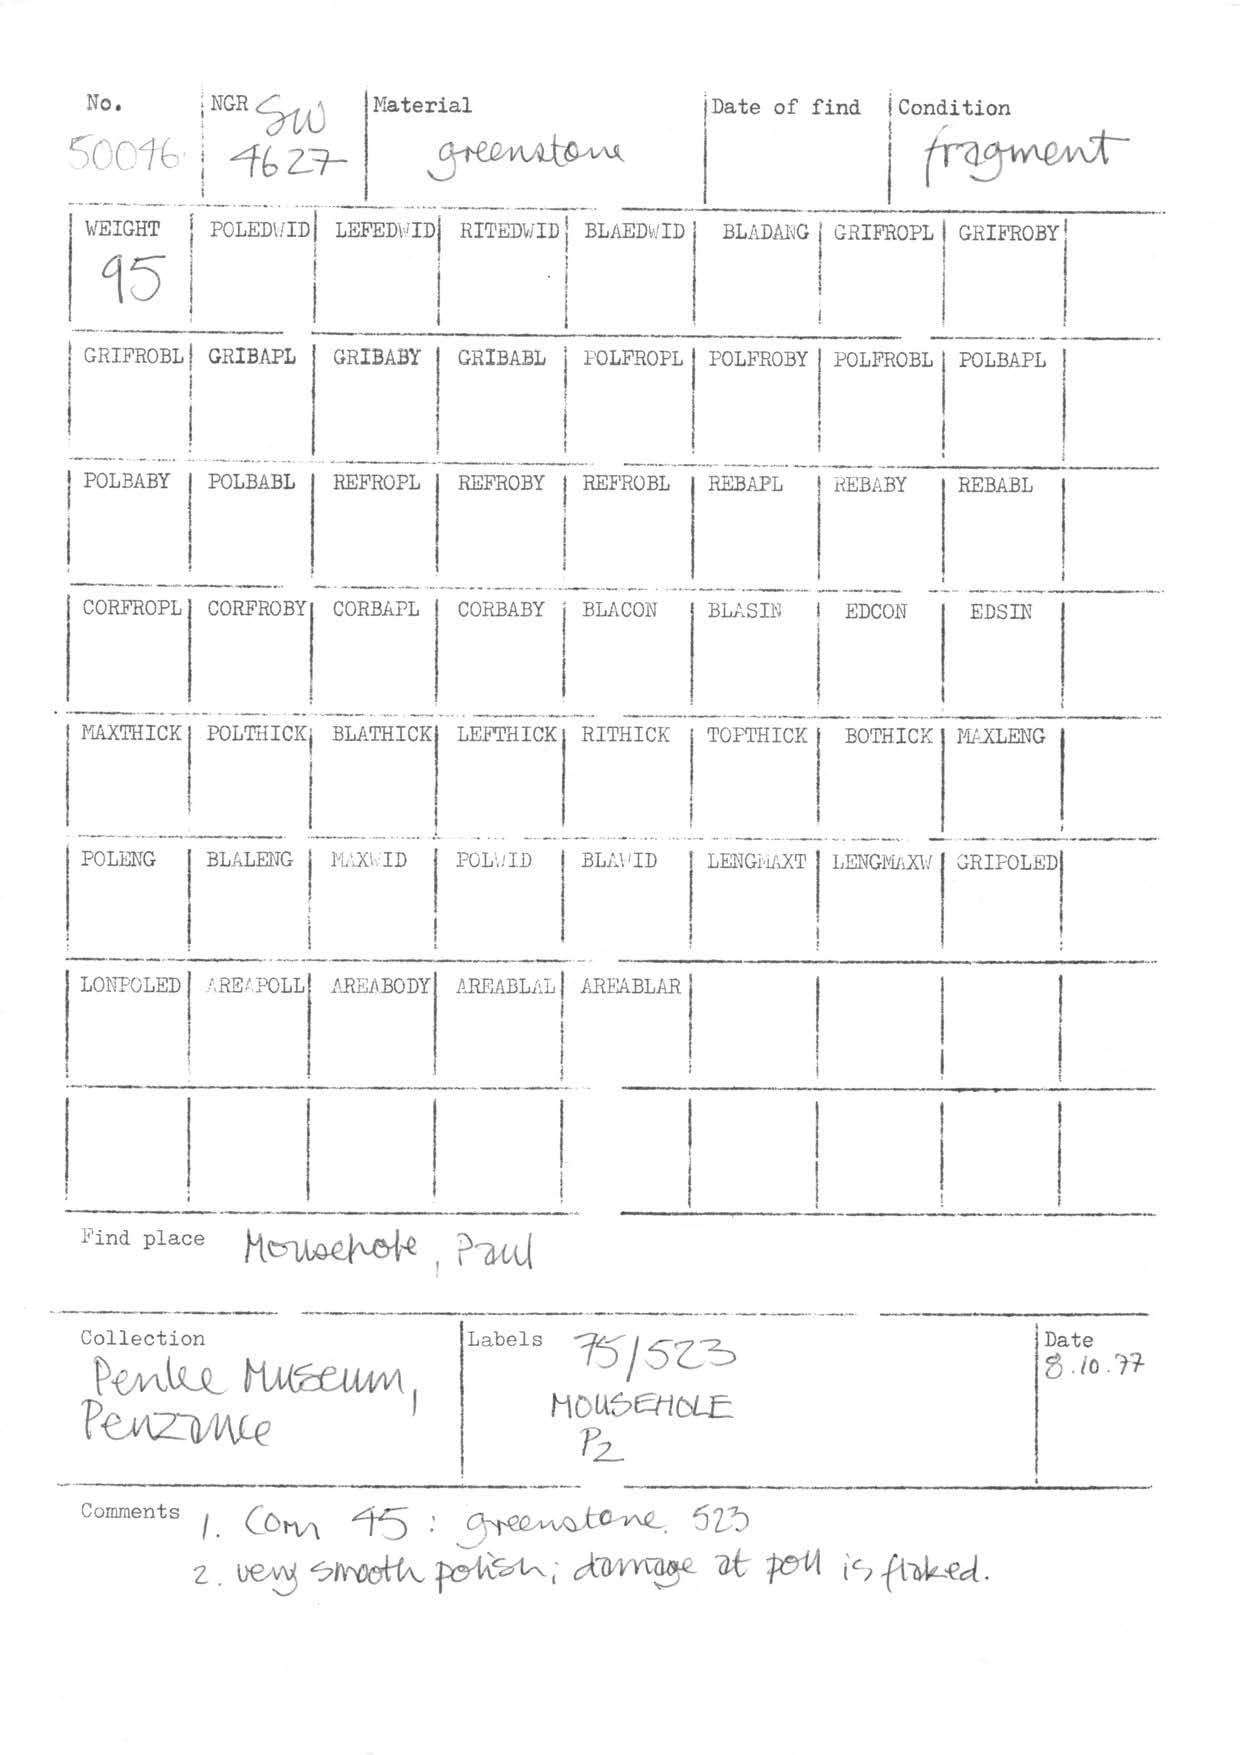 No. NGR SW Material Date of find Condition
50046 4627 greenstone fragment
WEIGHT POLEDWID LEFEDWID RITEDWID BLAEDWID BLADANG GRIFROPL GRIFROBY
95
GRIFROBL GRIBAPL GRIBABY GRIBABL POLFROPL POLFROBY POLFROBL POLBAPL
POLBABY POLBABL REFROPL REFROBY REFROBL REBAPL REBABY REBABL
CORFROPL CORFROBY CORBAPL CORBABY BLACON BLASIN EDCON EDSIN
MAXTHICK POLTHICK BLATHICK LEFTHICK RITHICK TOPTHICK BOTHICK MAXLENG
POLENG BLALENG MAXWID POLWID BLAWID LENGMAXT LENGMAXW GRIPOLED
LONPOLED AREAPOLL AREABODY AREABLAL AREABLAR
Find place Mousehole, Paul
Collection Labels 75/523 Date
Penlee Museum, 8.10.77
Penzance MOUSEHOLE
PZ
Comments 1. Corn 45 : greenstone. 523
2. very smooth polish; damage at poll is flaked.